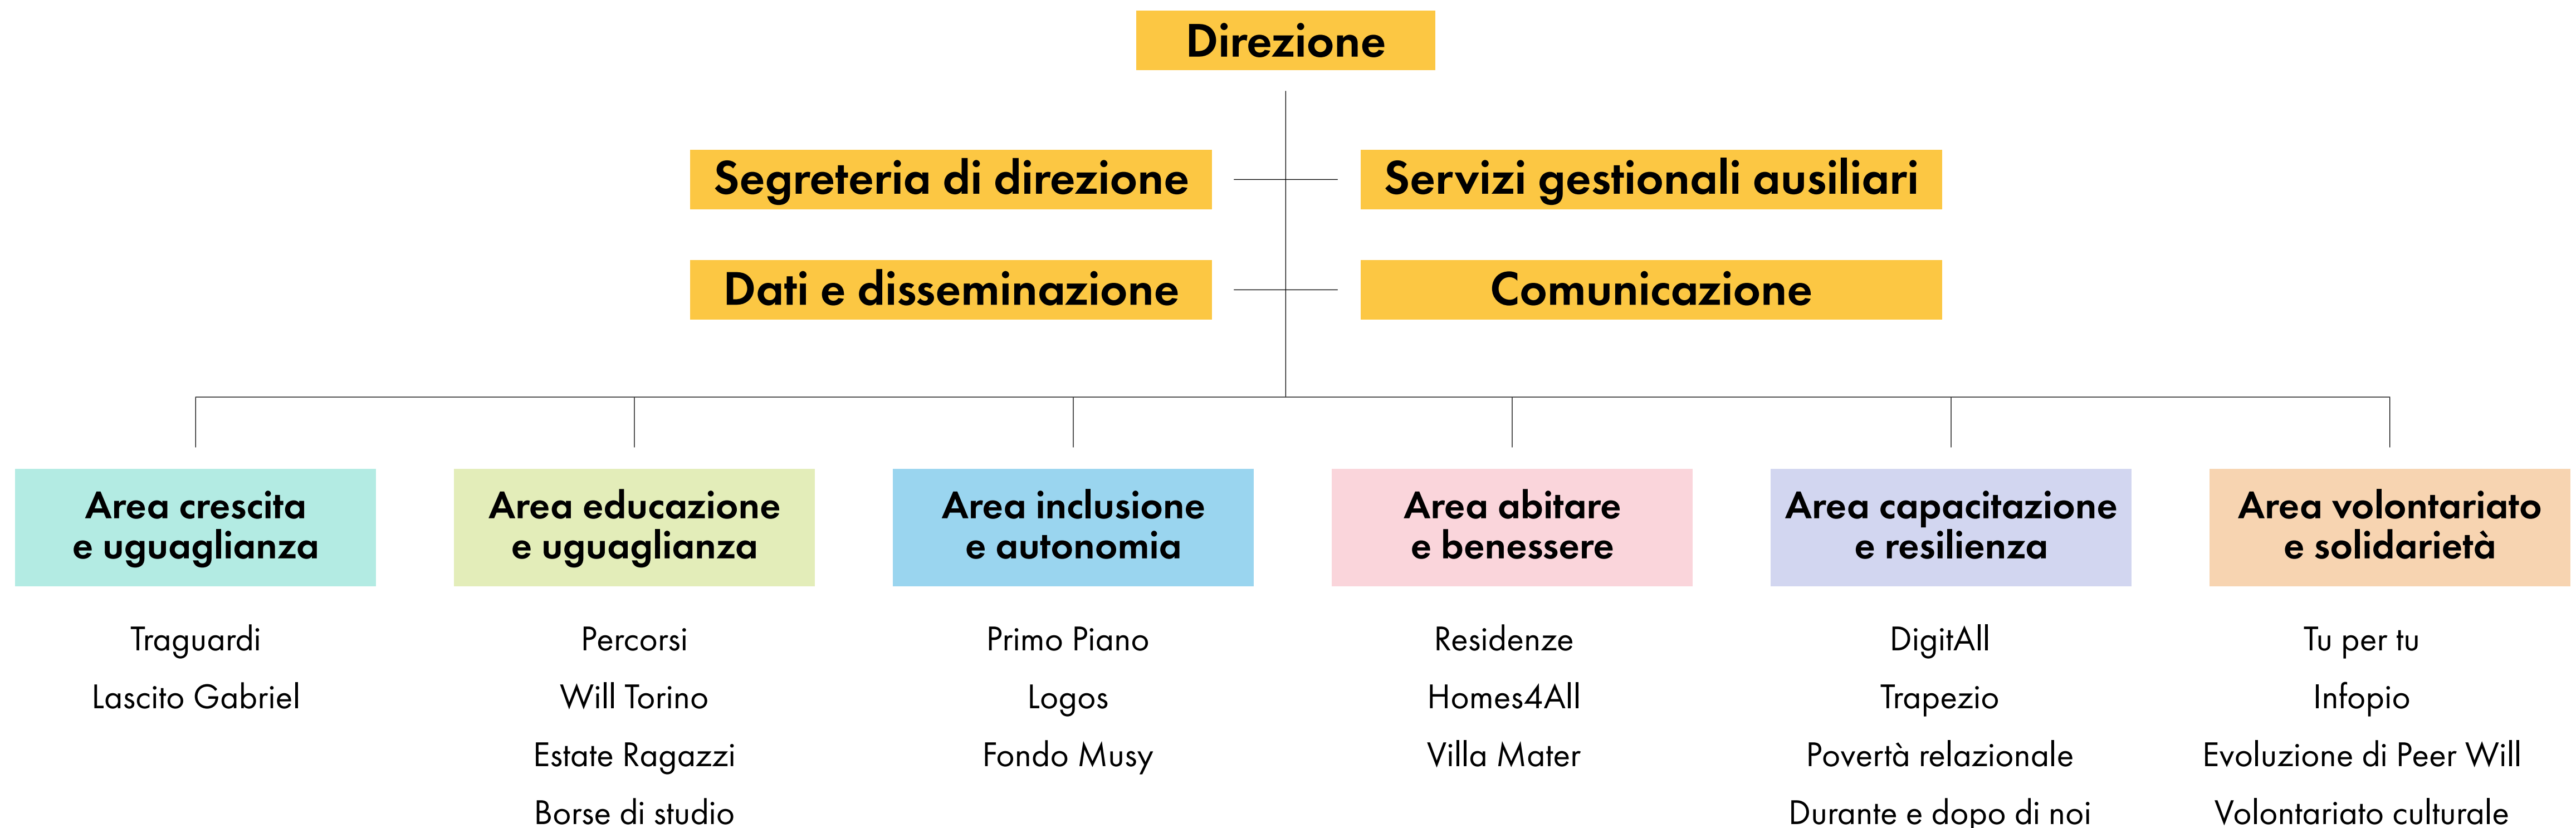 Direzione
Segreteria di direzione
Servizi gestionali ausiliari
Dati e disseminazione
Comunicazione
Area crescita
e uguaglianza
Traguardi
Lascito Gabriel
Area educazione
e uguaglianza
Percorsi
Will Torino
Estate Ragazzi
Borse di studio
Area inclusione
e autonomia
Primo Piano
Logos
Fondo Musy
Area abitare
e benessere
Residenze
Homes4All
Villa Mater
Area capacitazione
e resilienza
DigitAll
Trapezio
Povertà relazionale
Durante e dopo di noi
Area volontariato
e solidarietà
Tu per tu
Infopio
Evoluzione di Peer Will
Volontariato culturale